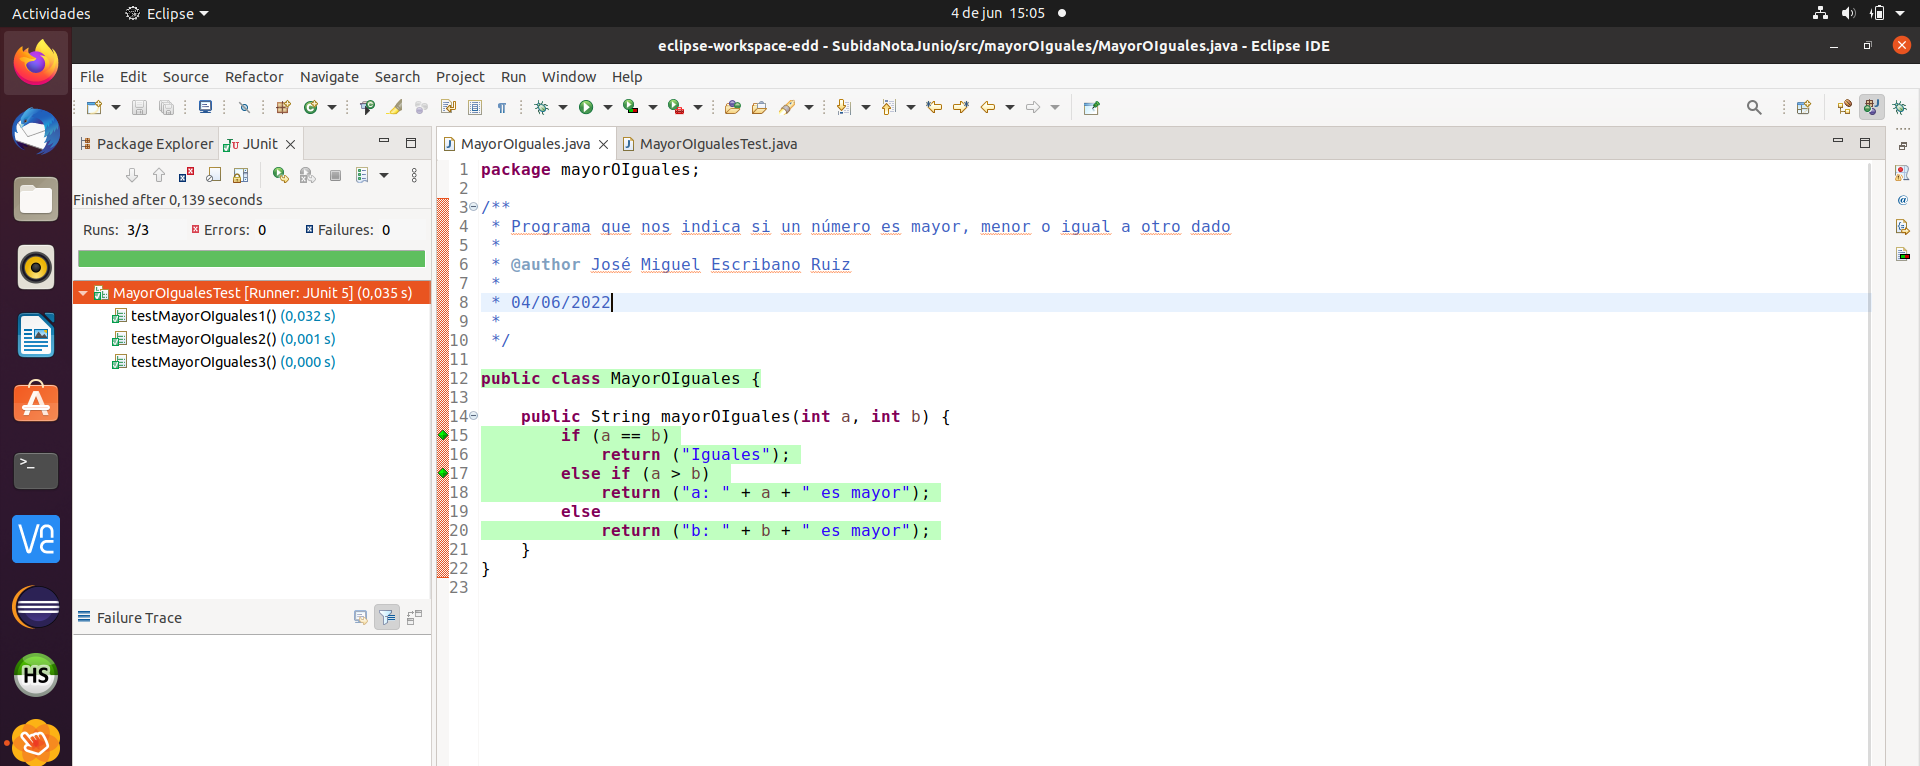 Actividades Eclipse 4 de jun 15:05
eclipse-workspace-edd - SubidaNotaJunio/src/mayorOIguales/MayorOIguales.java - Eclipse IDE
File Edit Source Refactor Navigate Search Project Run Window Help
Package Explorer JUnit
Finished after 0,139 seconds
Runs: 3/3 Errors: 0 Failures: 0
MayorOIgualesTest [Runner: JUnit 5] (0,035 s)
testMayorOIguales1() (0,032 s)
testMayorOIguales2() (0,001 s)
testMayorOIguales3() (0,000 s)
Failure Trace
MayorOIguales.java MayorOIgualesTest.java
1 package mayorOIguales;
2
3 /**
4 * Programa que nos indica si un número es mayor, menor o igual a otro dado
5 *
6 * @author José Miguel Escribano Ruiz
7 *
8 * 04/06/2022
9 *
10 */
11
12 public class MayorOIguales {
13
14 public String mayorOIguales(int a, int b) {
15 if (a == b)
16 return ("Iguales");
17 else if (a > b)
18 return ("a: " + a + " es mayor");
19 else
20 return ("b: " + b + " es mayor");
21 }
22 }
23
HS